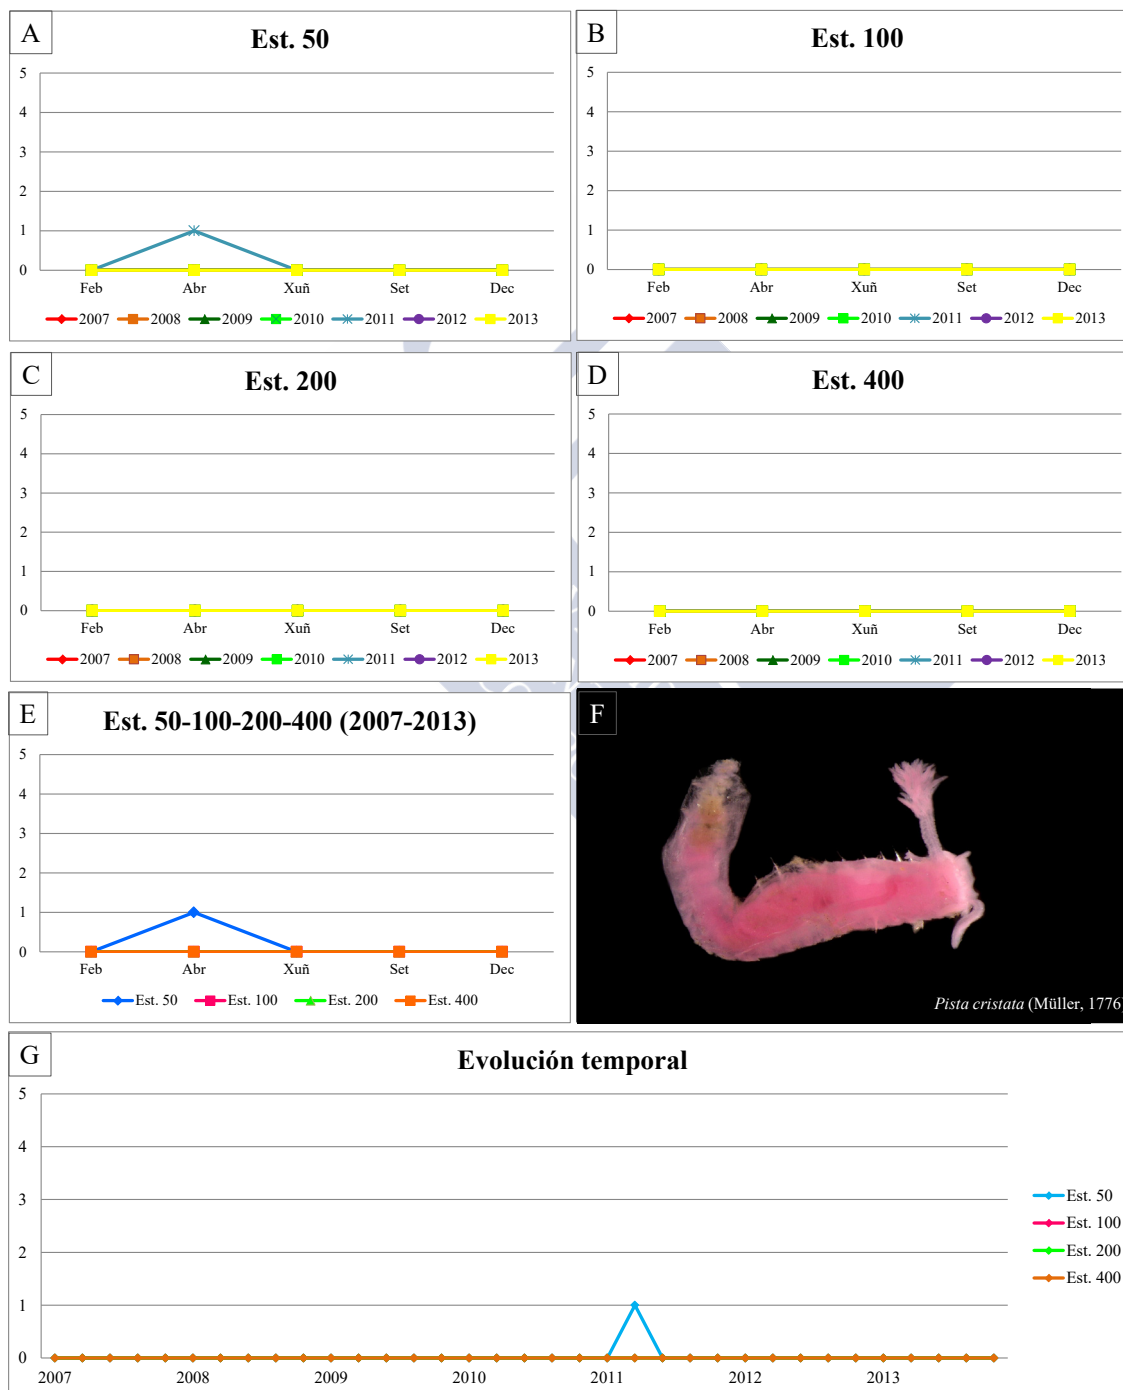 A
Est. 50
5
4
3
2
1
0
Feb Abr Xuñ Set Dec
2007 2008 2009 2010 2011 2012 2013
B
Est. 100
5
4
3
2
1
0
Feb Abr Xuñ Set Dec
2007 2008 2009 2010 2011 2012 2013
C
Est. 200
5
4
3
2
1
0
Feb Abr Xuñ Set Dec
2007 2008 2009 2010 2011 2012 2013
D
Est. 400
5
4
3
2
1
0
Feb Abr Xuñ Set Dec
2007 2008 2009 2010 2011 2012 2013
E
Est. 50-100-200-400 (2007-2013)
5
4
3
2
1
0
Feb Abr Xuñ Set Dec
Est. 50 Est. 100 Est. 200 Est. 400
F
Pista cristata (Müller, 1776)
G
Evolución temporal
5
4
3
2
1
0
2007 2008 2009 2010 2011 2012 2013
Est. 50
Est. 100
Est. 200
Est. 400